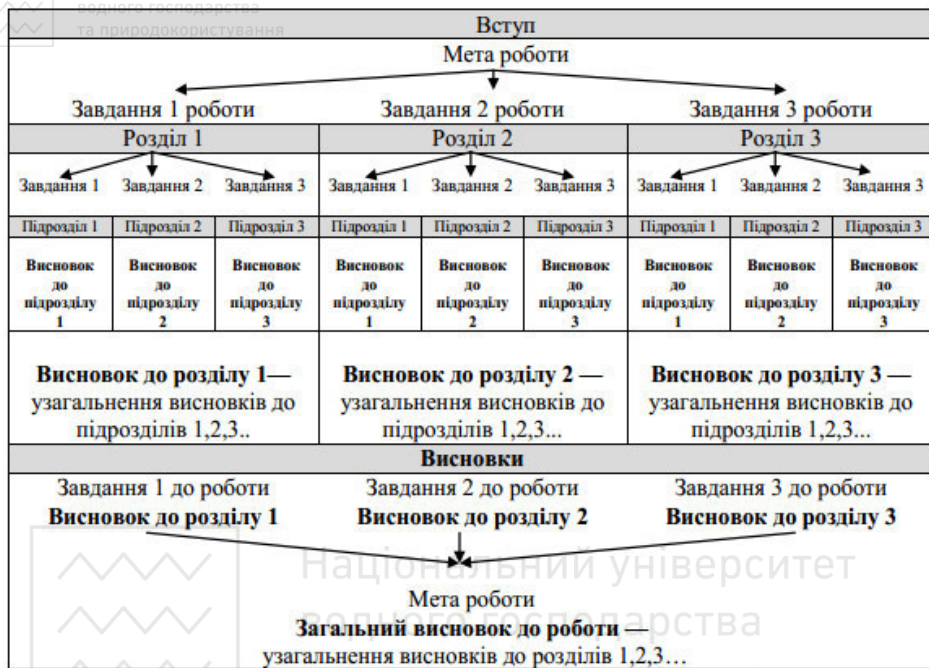 водного господарства
та природокористування
Вступ
Мета роботи
Завдання 1 роботи Завдання 2 роботи Завдання 3 роботи
Розділ 1 Розділ 2 Розділ 3
Завдання 1 Завдання 2 Завдання 3 Завдання 1 Завдання 2 Завдання 3 Завдання 1 Завдання 2 Завдання 3
Підрозділ 1 Підрозділ 2 Підрозділ 3 Підрозділ 1 Підрозділ 2 Підрозділ 3 Підрозділ 1 Підрозділ 2 Підрозділ 3
Висновок Висновок Висновок Висновок Висновок Висновок Висновок Висновок Висновок
до до до до до до до до до
підрозділу підрозділу підрозділу підрозділу підрозділу підрозділу підрозділу підрозділу підрозділу
1 2 3 1 2 3 1 2 3
Висновок до розділу 1— Висновок до розділу 2 — Висновок до розділу 3 —
узагальнення висновків до узагальнення висновків до узагальнення висновків до
підрозділів 1,2,3.. підрозділів 1,2,3... підрозділів 1,2,3...
Висновки
Завдання 1 до роботи Завдання 2 до роботи Завдання 3 до роботи
Висновок до розділу 1 Висновок до розділу 2 Висновок до розділу 3
Національний університет
Мета роботи
водного господарства
Загальний висновок до роботи —
узагальнення висновків до розділів 1,2,3…